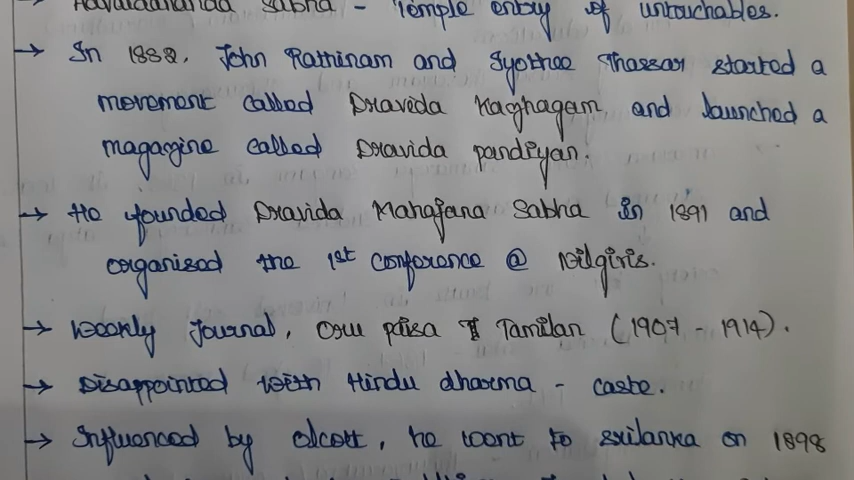 Sabha - Temple entry of untouchables.
→ In 1882, John Rathinam and Iyothee Thassar started a
movement called Dravida Kazhagam, and launched a
magazine called Dravida pandiyan.
→ He founded Dravida Mahajana Sabha in 1891 and
organised the 1st conference @ Nilgiris.
→ Weekly Journal, Oru paisa Tamilan (1907 - 1914).
→ Disappointed with Hindu dharma - caste.
→ Influenced by olcott, he went to srilanka on 1898